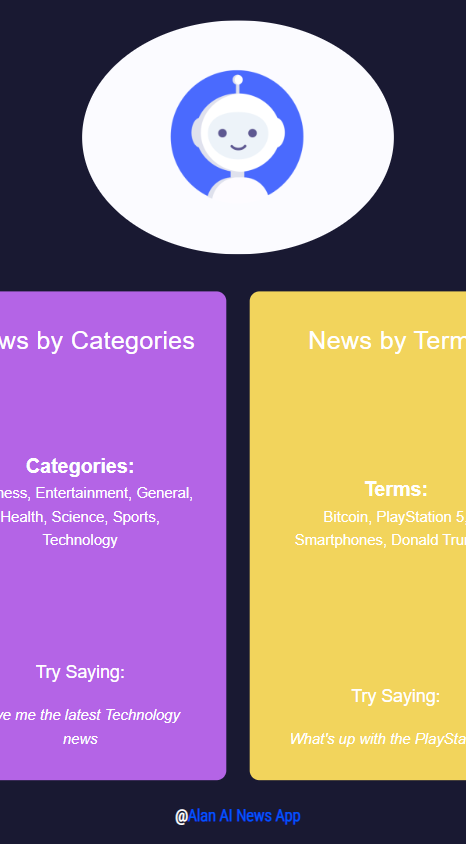 ws by Categories
Categories:
ness, Entertainment, General,
Health, Science, Sports,
Technology
Try Saying:
ve me the latest Technology
news
News by Term
Terms:
Bitcoin, PlayStation 5,
Smartphones, Donald Tru
Try Saying:
What's up with the PlaySta
@Alan AI News App